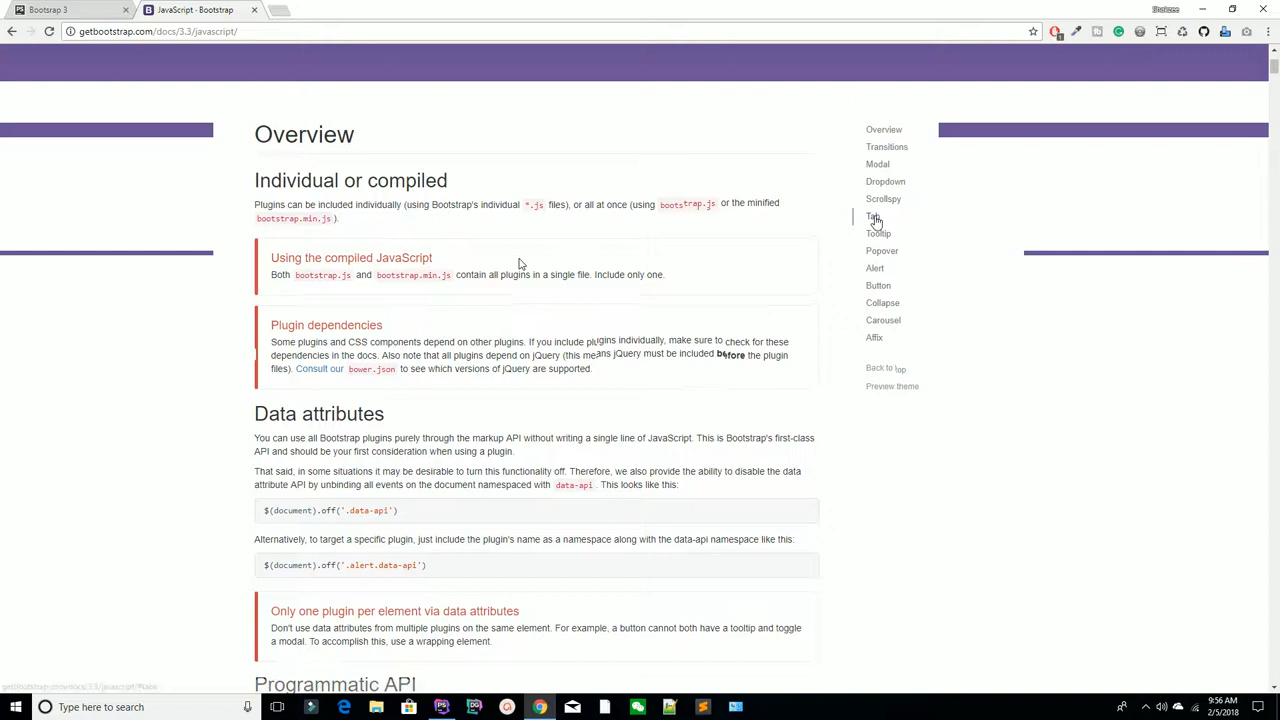 Bootsrap 3
JavaScript · Bootstrap
getbootstrap.com/docs/3.3/javascript/
Overview
Individual or compiled
Plugins can be included individually (using Bootstrap's individual *.js files), or all at once (using bootstrap.js or the minified
bootstrap.min.js).
Using the compiled JavaScript
Both bootstrap.js and bootstrap.min.js contain all plugins in a single file. Include only one.
Plugin dependencies
Some plugins and CSS components depend on other plugins. If you include plugins individually, make sure to check for these
dependencies in the docs. Also note that all plugins depend on jQuery (this means jQuery must be included before the plugin
files). Consult our bower.json to see which versions of jQuery are supported.
Data attributes
You can use all Bootstrap plugins purely through the markup API without writing a single line of JavaScript. This is Bootstrap's first-class
API and should be your first consideration when using a plugin.
That said, in some situations it may be desirable to turn this functionality off. Therefore, we also provide the ability to disable the data
attribute API by unbinding all events on the document namespaced with data-api. This looks like this:
$(document).off('.data-api')
Alternatively, to target a specific plugin, just include the plugin's name as a namespace along with the data-api namespace like this:
$(document).off('.alert.data-api')
Only one plugin per element via data attributes
Don't use data attributes from multiple plugins on the same element. For example, a button cannot both have a tooltip and toggle
a modal. To accomplish this, use a wrapping element.
Programmatic API
Overview
Transitions
Modal
Dropdown
Scrollspy
Tab
Tooltip
Popover
Alert
Button
Collapse
Carousel
Affix
Back to top
Preview theme
Type here to search
9:56 AM
2/5/2018